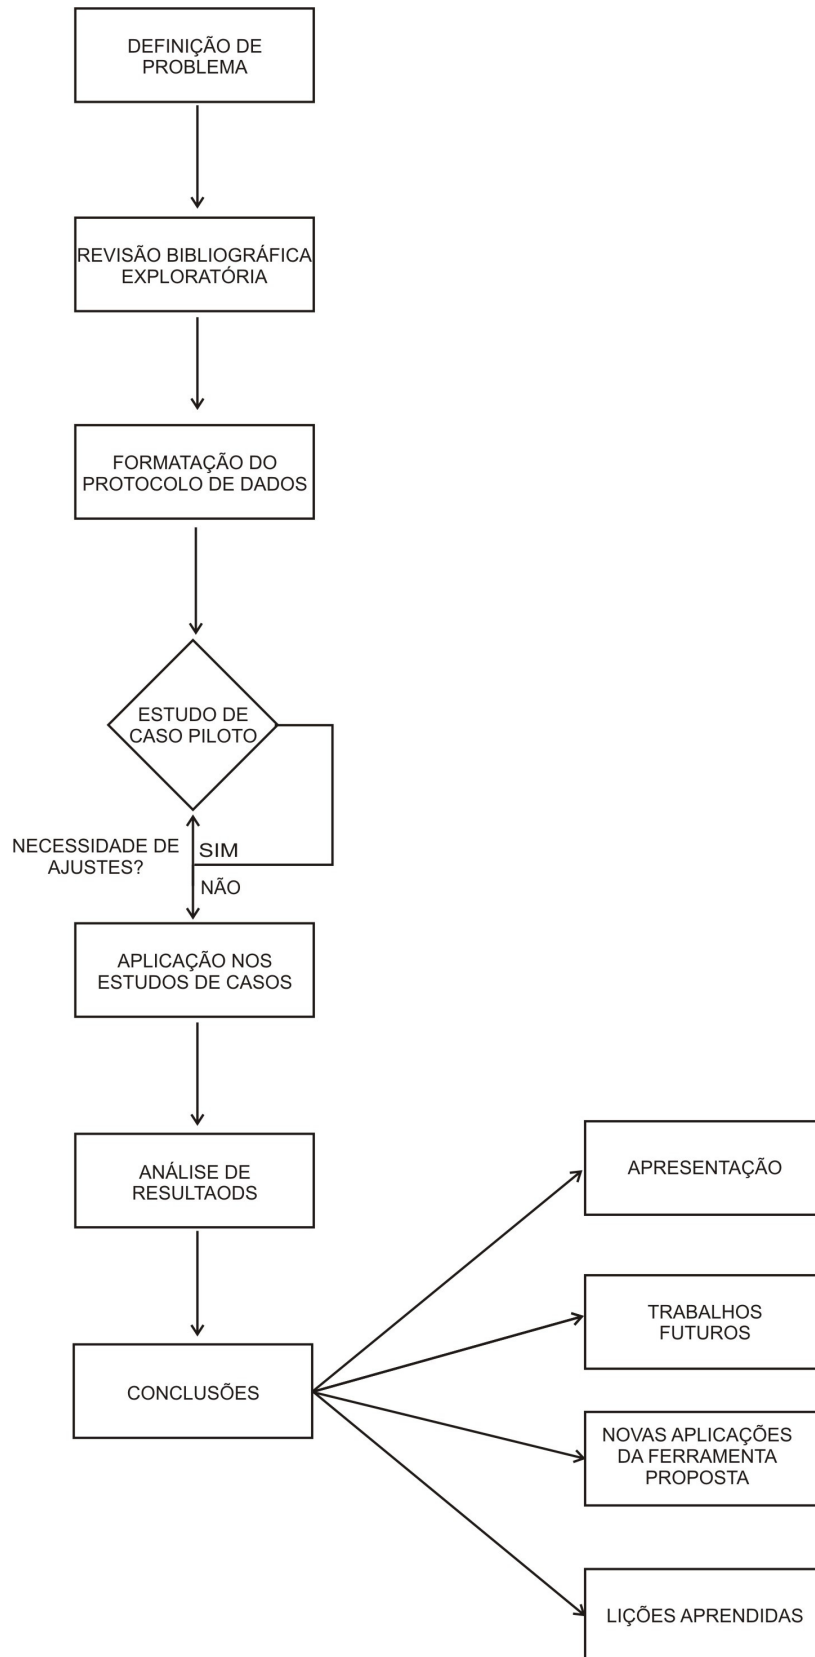 DEFINIÇÃO DE
PROBLEMA
REVISÃO BIBLIOGRÁFICA
EXPLORATÓRIA
FORMATAÇÃO DO
PROTOCOLO DE DADOS
ESTUDO DE
CASO PILOTO
NECESSIDADE DE
AJUSTES?
SIM
NÃO
APLICAÇÃO NOS
ESTUDOS DE CASOS
ANÁLISE DE
RESULTAODS
CONCLUSÕES
APRESENTAÇÃO
TRABALHOS
FUTUROS
NOVAS APLICAÇÕES
DA FERRAMENTA
PROPOSTA
LIÇÕES APRENDIDAS